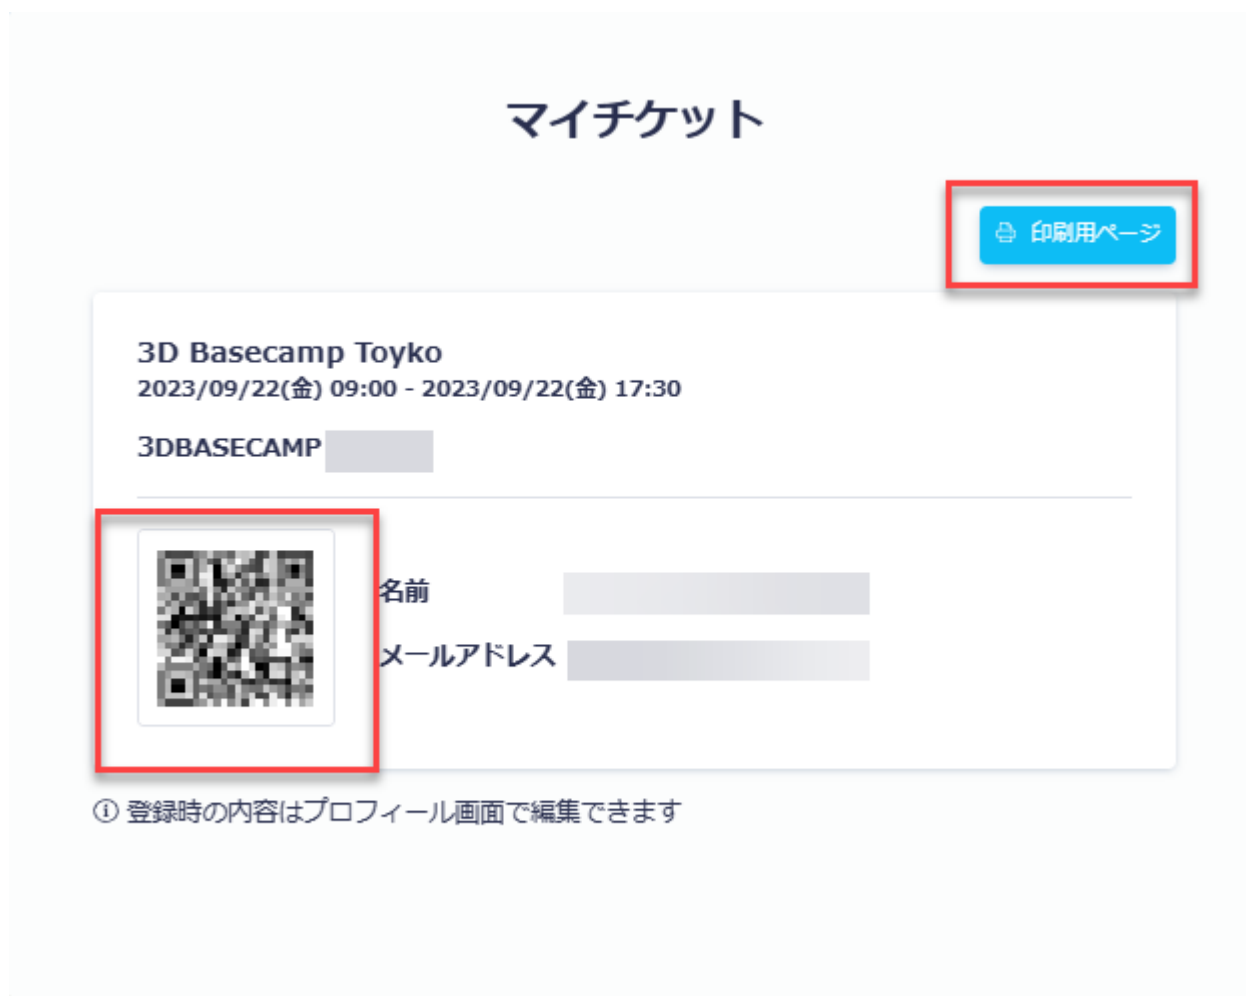 マイチケット
印刷用ページ
3D Basecamp Toyko
2023/09/22(金) 09:00 - 2023/09/22(金) 17:30
3DBASECAMP
名前
メールアドレス
登録時の内容はプロフィール画面で編集できます